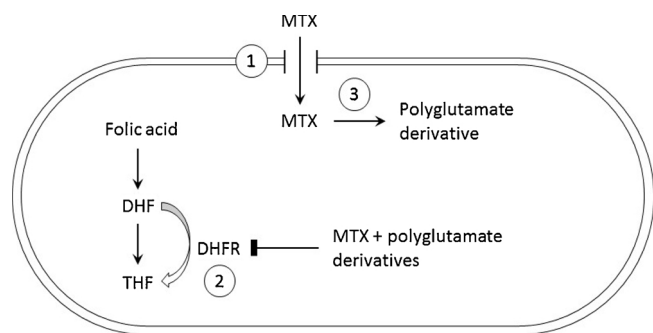 MTX
1
3
MTX
Polyglutamate
derivative
Folic acid
DHF
DHFR
MTX + polyglutamate
derivatives
THF
2